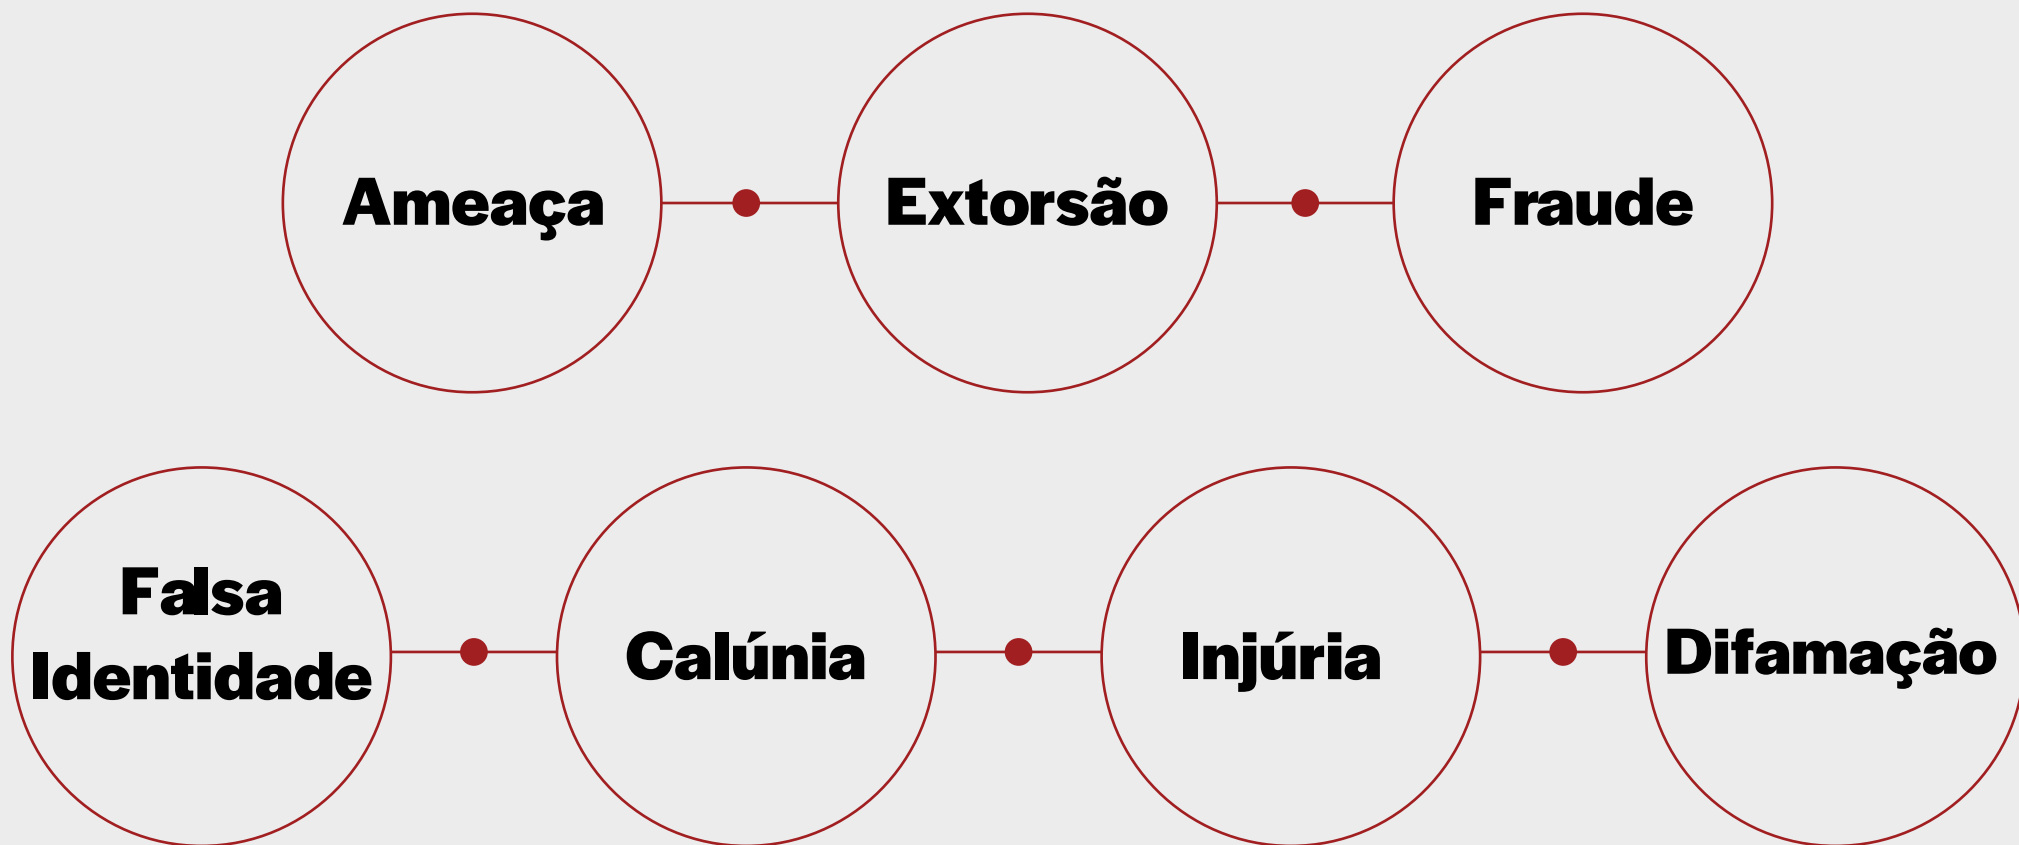 Ameaça
Extorsão
Fraude
Falsa
Identidade
Calúnia
Injúria
Difamação